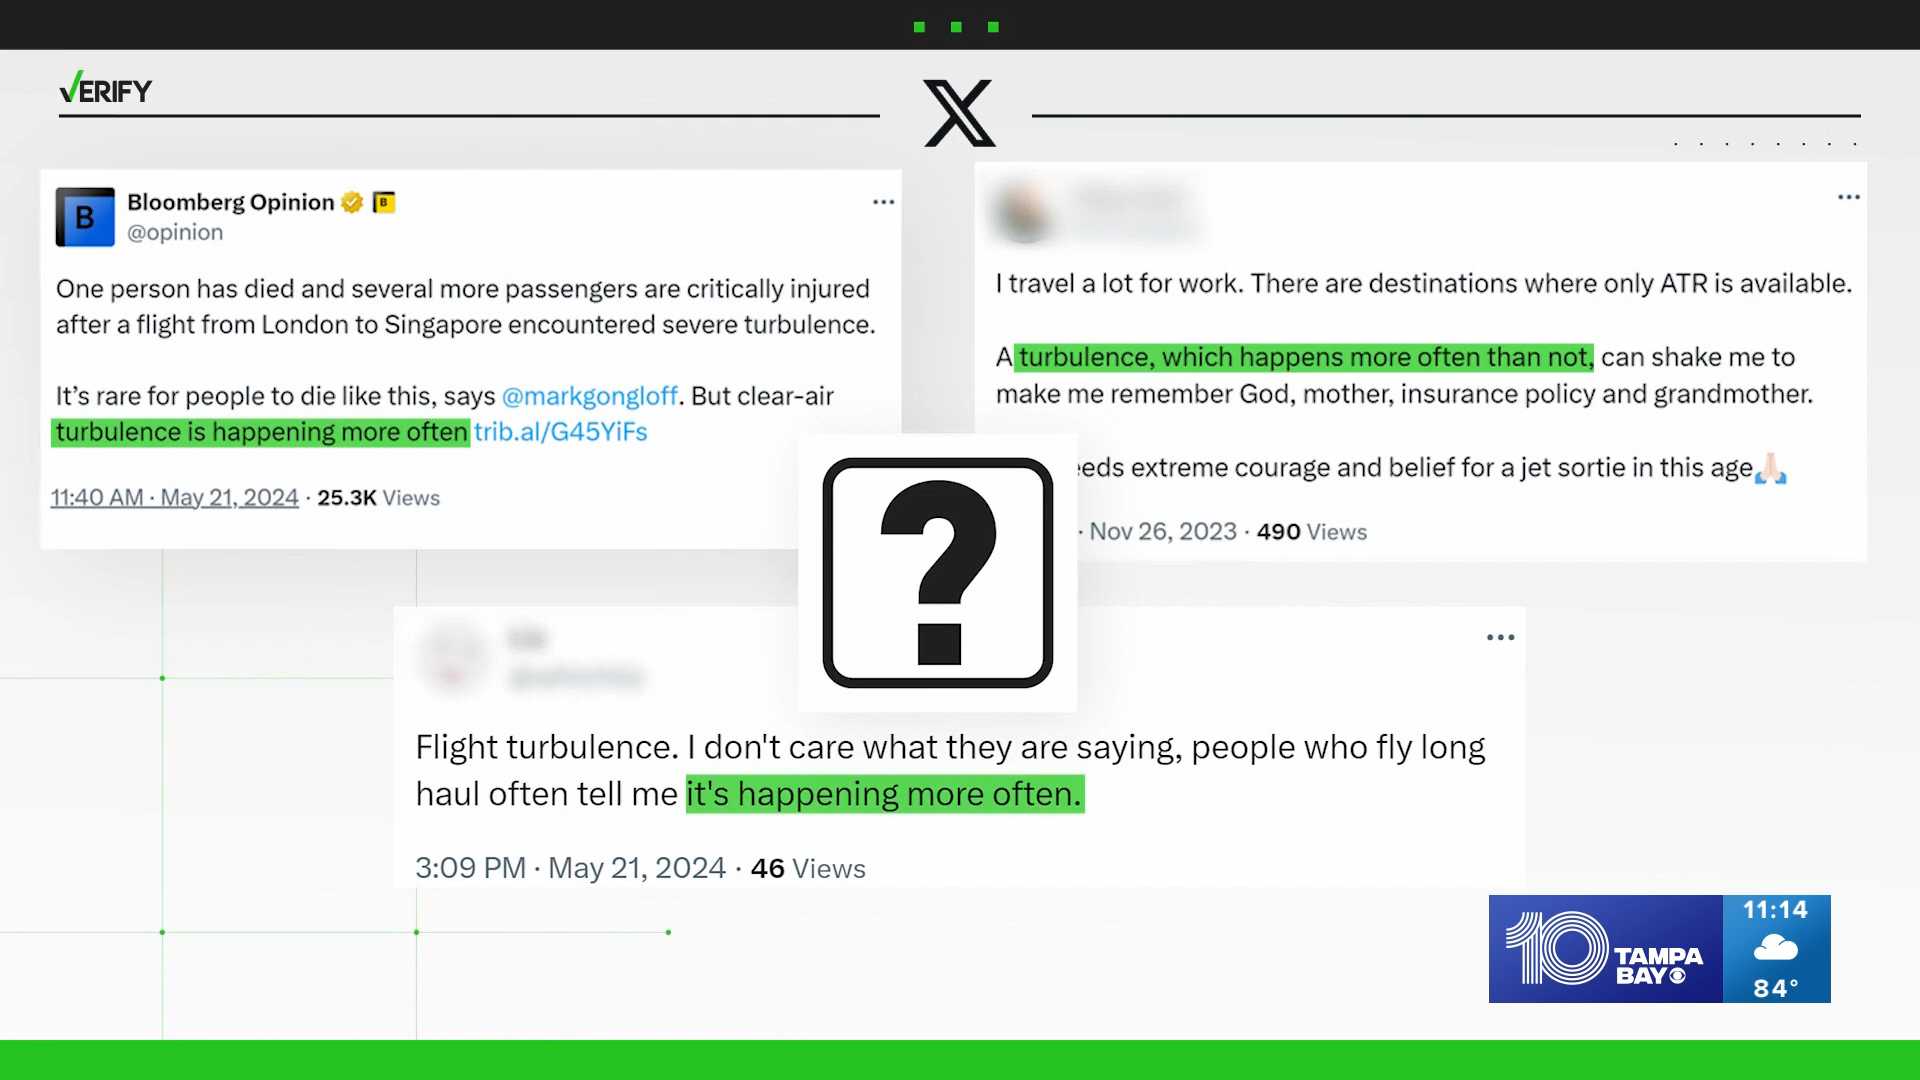 VERIFY
X
B
Bloomberg Opinion
B
@opinion
One person has died and several more passengers are critically injured
after a flight from London to Singapore encountered severe turbulence.
It’s rare for people to die like this, says @markgongloff. But clear-air
turbulence is happening more often trib.al/G45YiFs
11:40 AM · May 21, 2024 · 25.3K Views
I travel a lot for work. There are destinations where only ATR is available.
A turbulence, which happens more often than not, can shake me to
make me remember God, mother, insurance policy and grandmother.
extreme courage and belief for a jet sortie in this age🙏🏻
· Nov 26, 2023 · 490 Views
?
Flight turbulence. I don't care what they are saying, people who fly long
haul often tell me it's happening more often.
3:09 PM · May 21, 2024 · 46 Views
10 TAMPA
BAY
11:14
84°